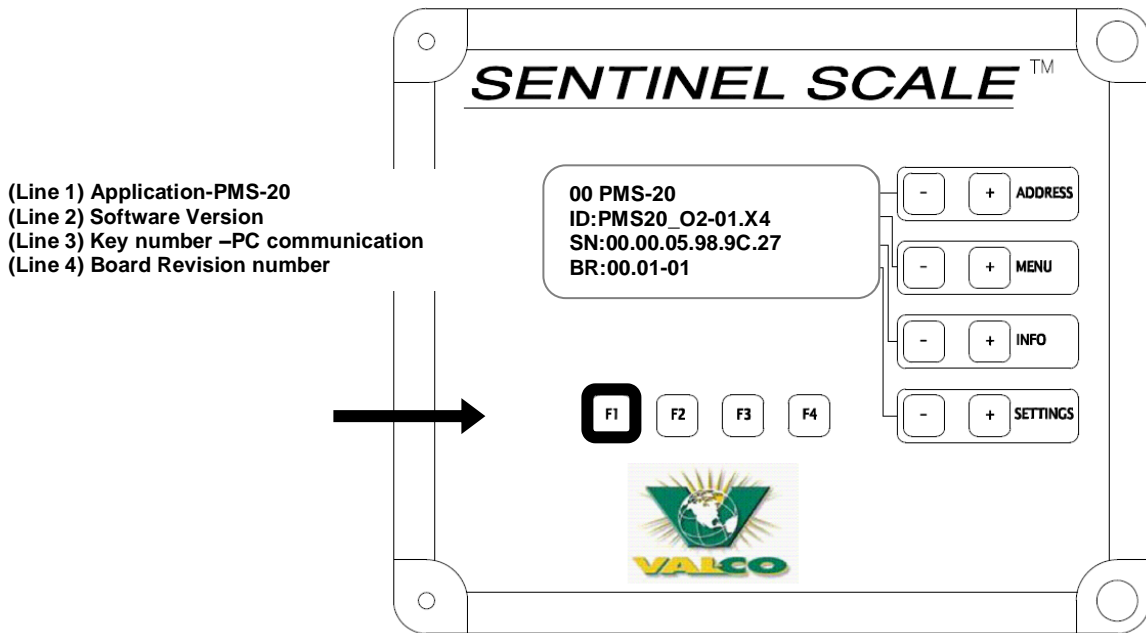 SENTINEL SCALE TM
(Line 1) Application-PMS-20
(Line 2) Software Version
(Line 3) Key number –PC communication
(Line 4) Board Revision number
00 PMS-20
ID:PMS20_O2-01.X4
SN:00.00.05.98.9C.27
BR:00.01-01
- + ADDRESS
- + MENU
- + INFO
- + SETTINGS
F1 F2 F3 F4
VALCO